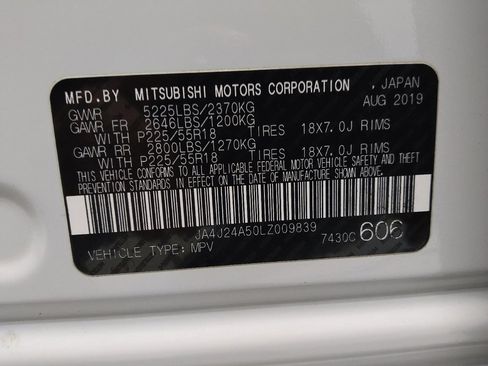 MFD.BY MITSUBISHI MOTORS CORPORATION , JAPAN
GVWR 5225LBS/2370KG AUG 2019
GAWR FR 2646LBS/1200KG
WITH P225/55R18 TIRES 18X7.0J RIMS
GAWR RR 2800LBS/1270KG
WITH P225/55R18 TIRES 18X7.0J RIMS
THIS VEHICLE CONFORMS TO ALL APPLICABLE FEDERAL MOTOR VEHICLE SAFETY
AND THEFT PREVENTION STANDARDS IN EFFECT ON THE DATE OF MANUFACTURE
SHOWN ABOVE.
JA4J24A50LZ009839
VEHICLE TYPE: MPV 7430C 606